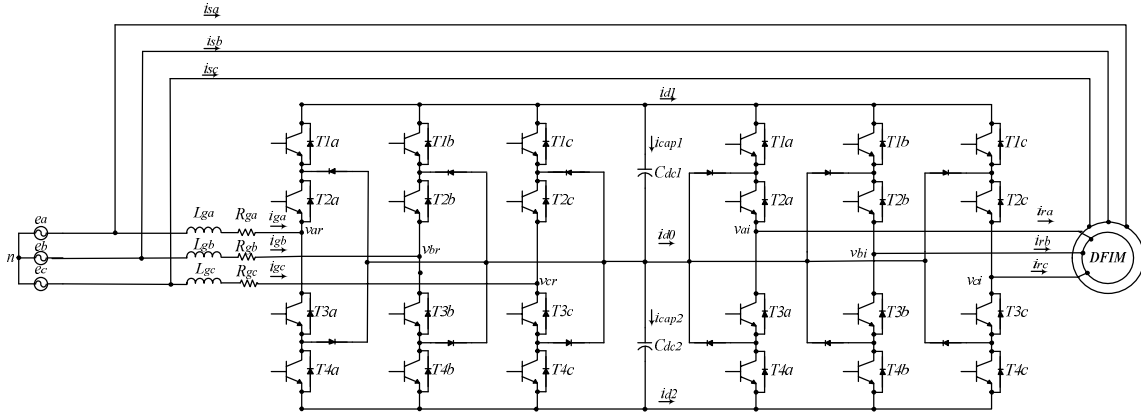 isa
isb
isc
id1
T1a T1b T1c icap1 T1a T1b T1c
Cdc1
T2a T2b T2c T2a T2b T2c
ea Lga Rga iga var id0 vai ira
n eb Lgb Rgb igb vbr vbi irb DFIM
ec Lgc Rgc igc vcr vci irc
T3a T3b T3c icap2 T3a T3b T3c
Cdc2
T4a T4b T4c T4a T4b T4c
id2